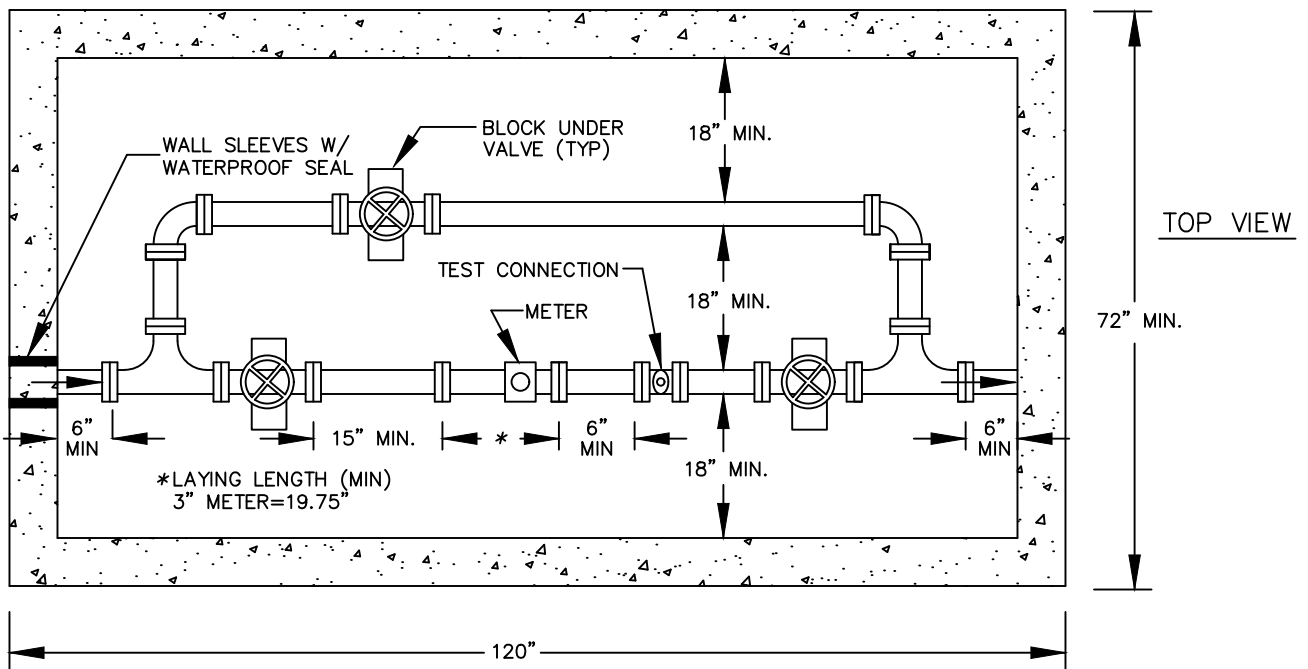 WALL SLEEVES W/
WATERPROOF SEAL
BLOCK UNDER
VALVE (TYP)
18” MIN.
TOP VIEW
TEST CONNECTION
18” MIN.
METER
72” MIN.
6”
MIN
15” MIN.
*
6”
MIN
6”
MIN
18” MIN.
*LAYING LENGTH (MIN)
3” METER=19.75”
120”